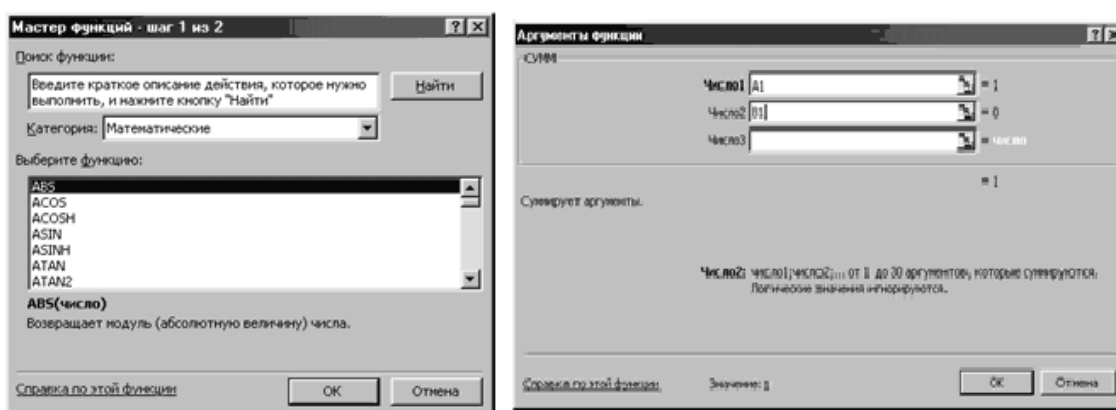 Мастер функций - шаг 1 из 2
Поиск функции:
Введите краткое описание действия, которое нужно
выполнить, и нажмите кнопку "Найти"
Найти
Категория: Математические
Выберите функцию:
ABS
ACOS
ACOSH
ASIN
ASINH
ATAN
ATAN2
ABS(число)
Возвращает модуль (абсолютную величину) числа.
Справка по этой функции
ОК
Отмена
Аргументы функции
СУММ
Число1 A1 = 1
Число2 B1 = 0
Число3 = число
= 1
Суммирует аргументы.
Число2: число1;число2;... от 1 до 30 аргументов, которые суммируются.
Логические значения игнорируются.
Справка по этой функции Значение: 1
ОК
Отмена